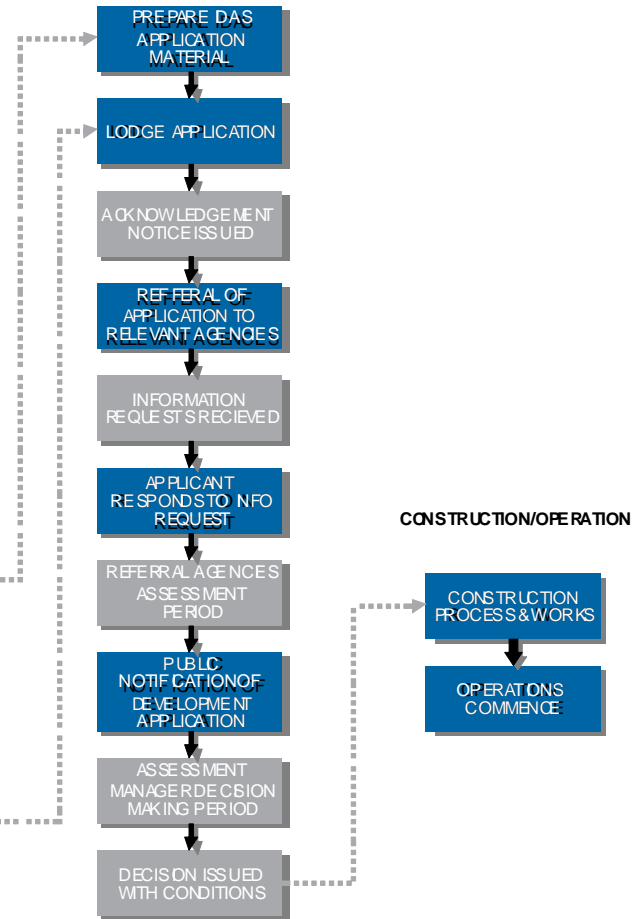 PREPARE IDAS
APPLICATION
MATERIAL
LODGE APPLICATION
ACKNOWLEDGEMENT
NOTICE ISSUED
REFFERAL OF
APPLICATION TO
RELEVANT AGENCIES
INFORMATION
REQUESTS RECIEVED
APPLICANT
RESPONDS TO INFO
REQUEST
REFERRAL AGENCIES
ASSESSMENT
PERIOD
PUBLIC
NOTIFICATION OF
DEVELOPMENT
APPLICATION
ASSESSMENT
MANAGER DECISION
MAKING PERIOD
DECISION ISSUED
WITH CONDITIONS
CONSTRUCTION/OPERATION
CONSTRUCTION
PROCESS & WORKS
OPERATIONS
COMMENCE